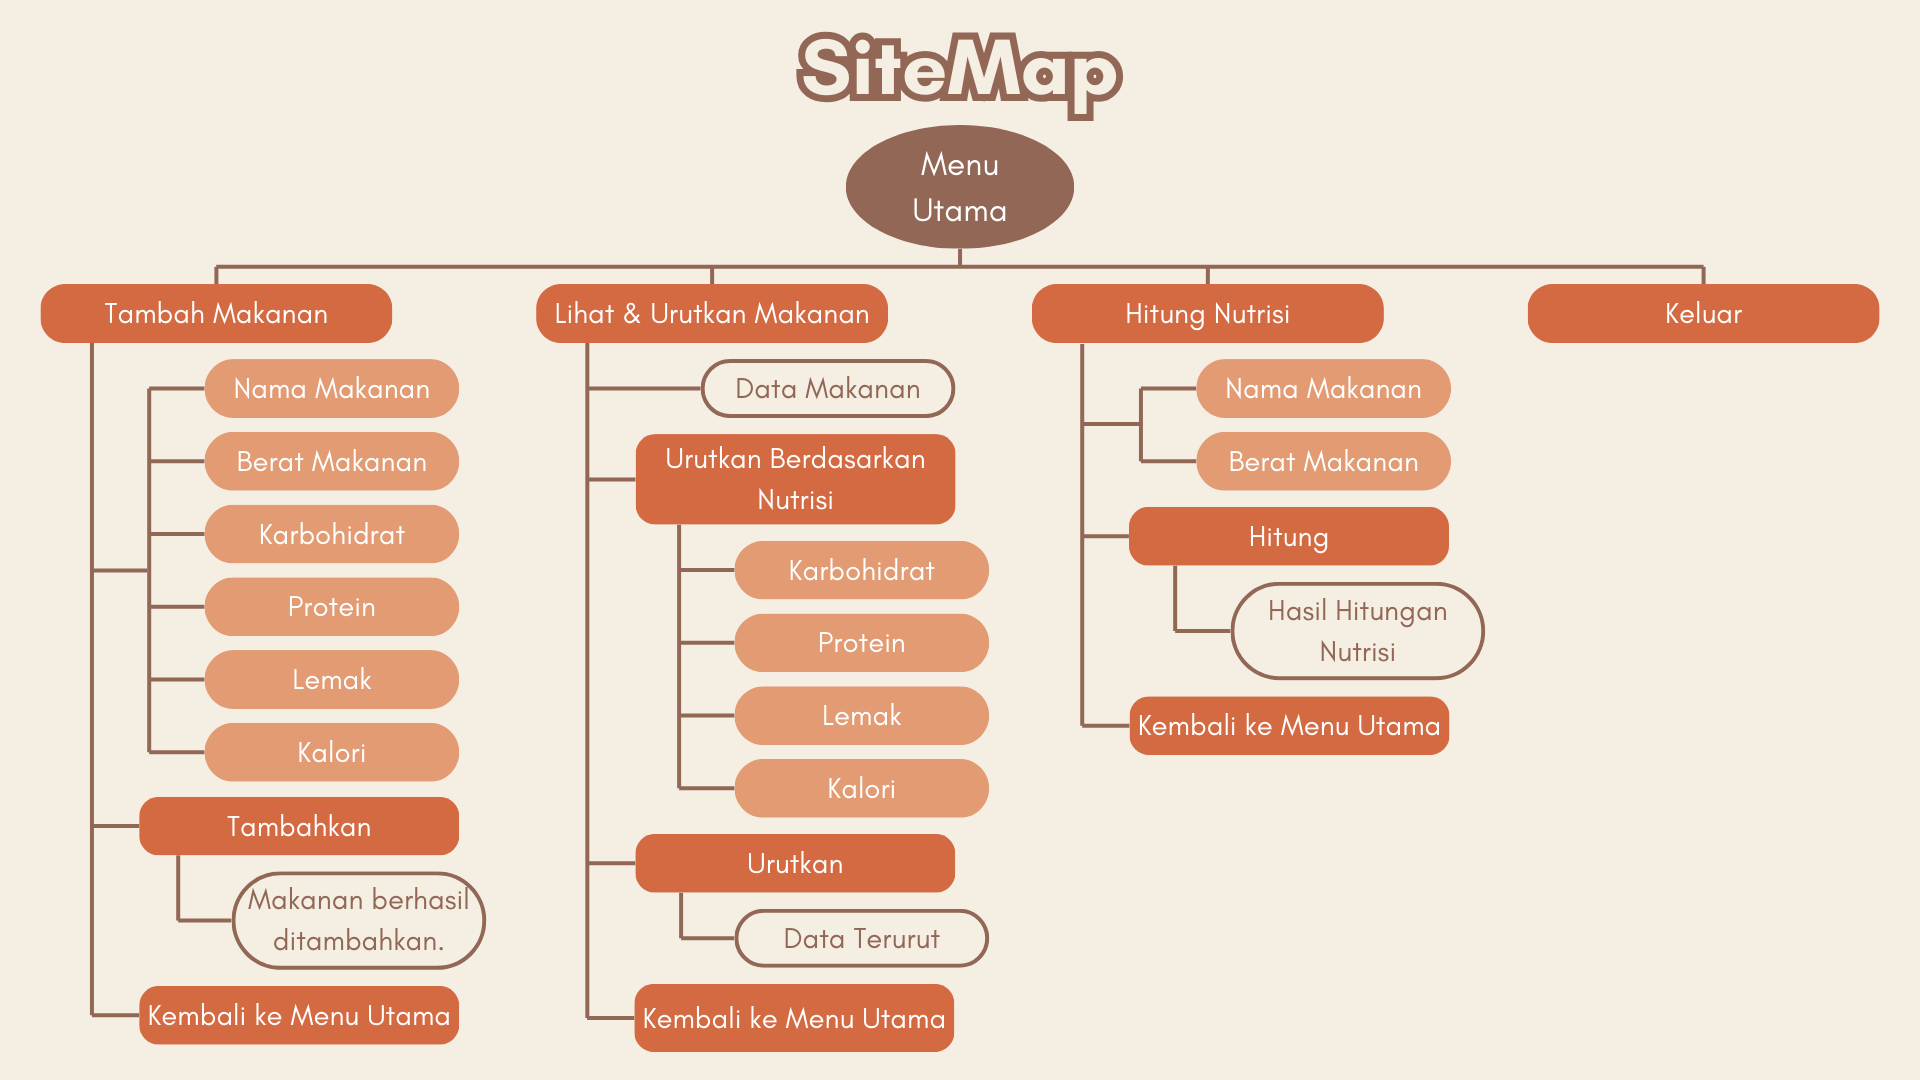 SiteMap
Menu
Utama
Tambah Makanan
Nama Makanan
Berat Makanan
Karbohidrat
Protein
Lemak
Kalori
Tambahkan
Makanan berhasil
ditambahkan.
Kembali ke Menu Utama
Lihat & Urutkan Makanan
Data Makanan
Urutkan Berdasarkan
Nutrisi
Karbohidrat
Protein
Lemak
Kalori
Urutkan
Data Terurut
Kembali ke Menu Utama
Hitung Nutrisi
Nama Makanan
Berat Makanan
Hitung
Hasil Hitungan
Nutrisi
Kembali ke Menu Utama
Keluar